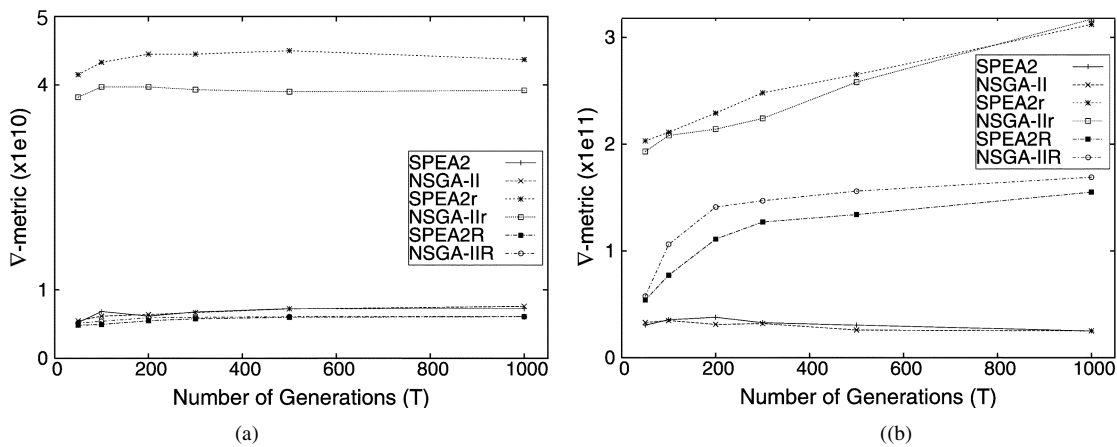 5
4
1
0
∇-metric (x1e10)
SPEA2
NSGA-II
SPEA2r
NSGA-IIr
SPEA2R
NSGA-IIR
0 200 400 600 800 1000
Number of Generations (T)
(a)
3
2
1
0
∇-metric (x1e11)
SPEA2
NSGA-II
SPEA2r
NSGA-IIr
SPEA2R
NSGA-IIR
0 200 400 600 800 1000
Number of Generations (T)
((b)